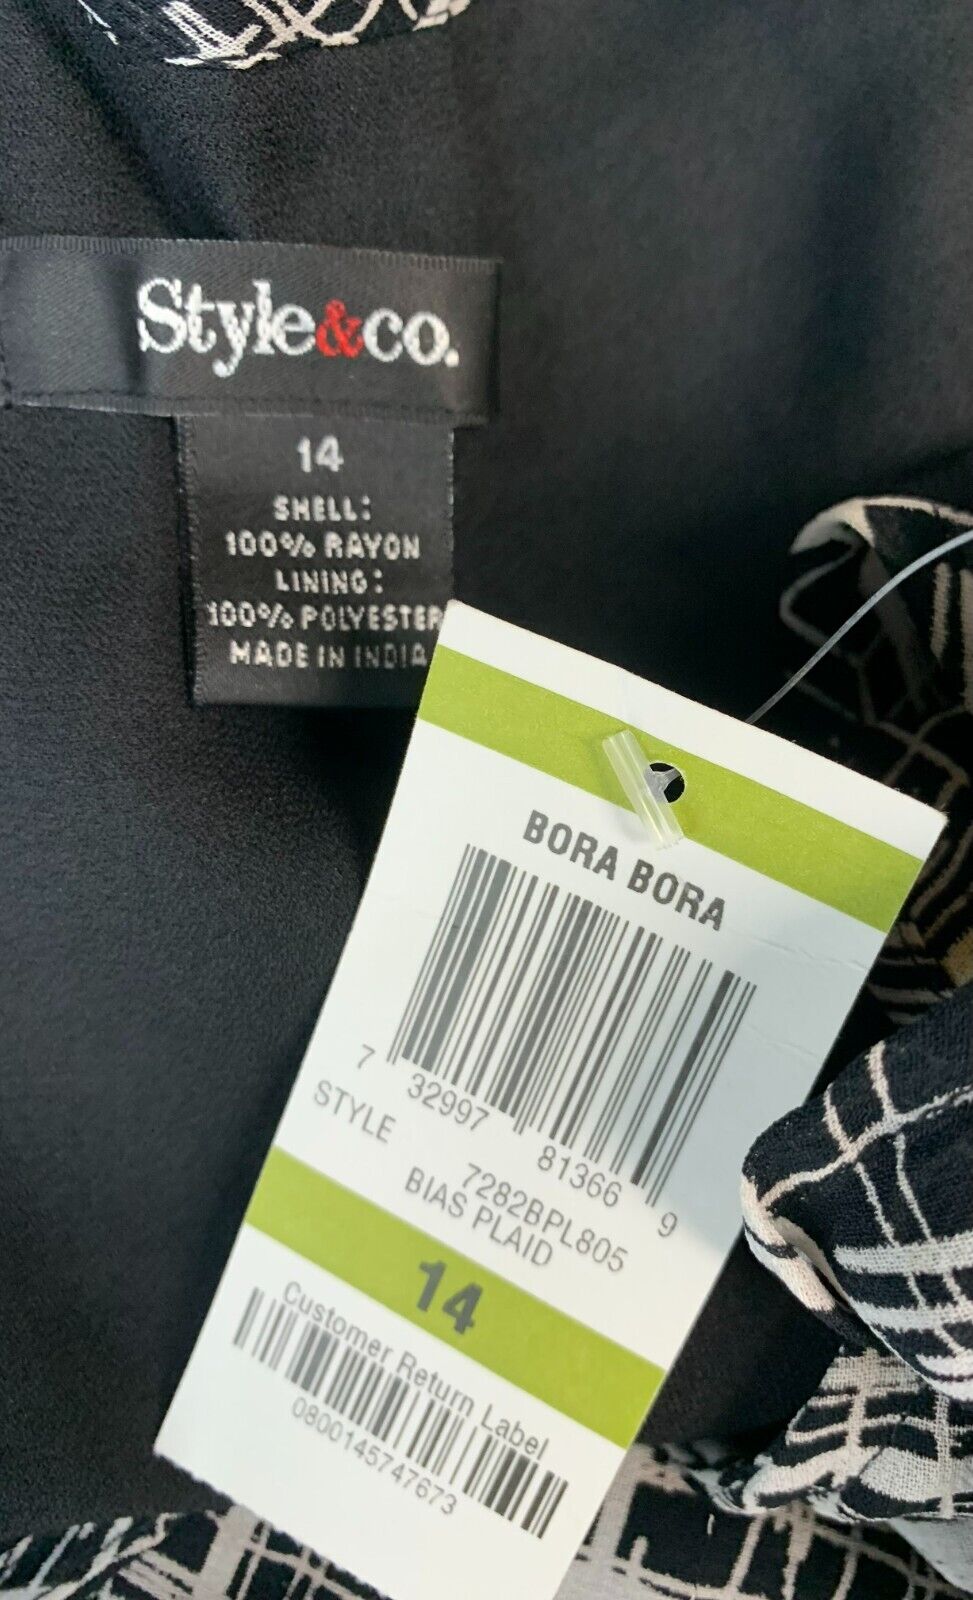 Style&co.
14
SHELL:
100% RAYON
LINING:
100% POLYESTER
MADE IN INDIA
BORA BORA
7 32997 81366 9
STYLE 7282BPL805
BIAS PLAID
14
Customer Return Label
0800145747673